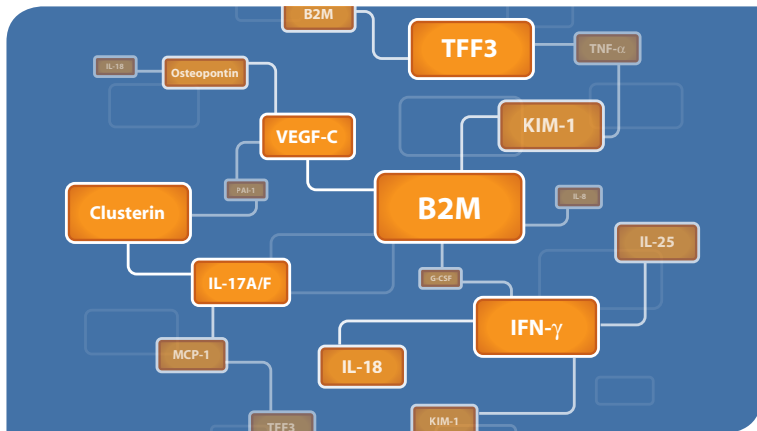 B2M
TFF3
TNF-α
IL-18
Osteopontin
KIM-1
VEGF-C
PAI-1
Clusterin
B2M
IL-8
IL-25
IL-17A/F
G-CSF
IFN-γ
MCP-1
IL-18
TFF3
KIM-1